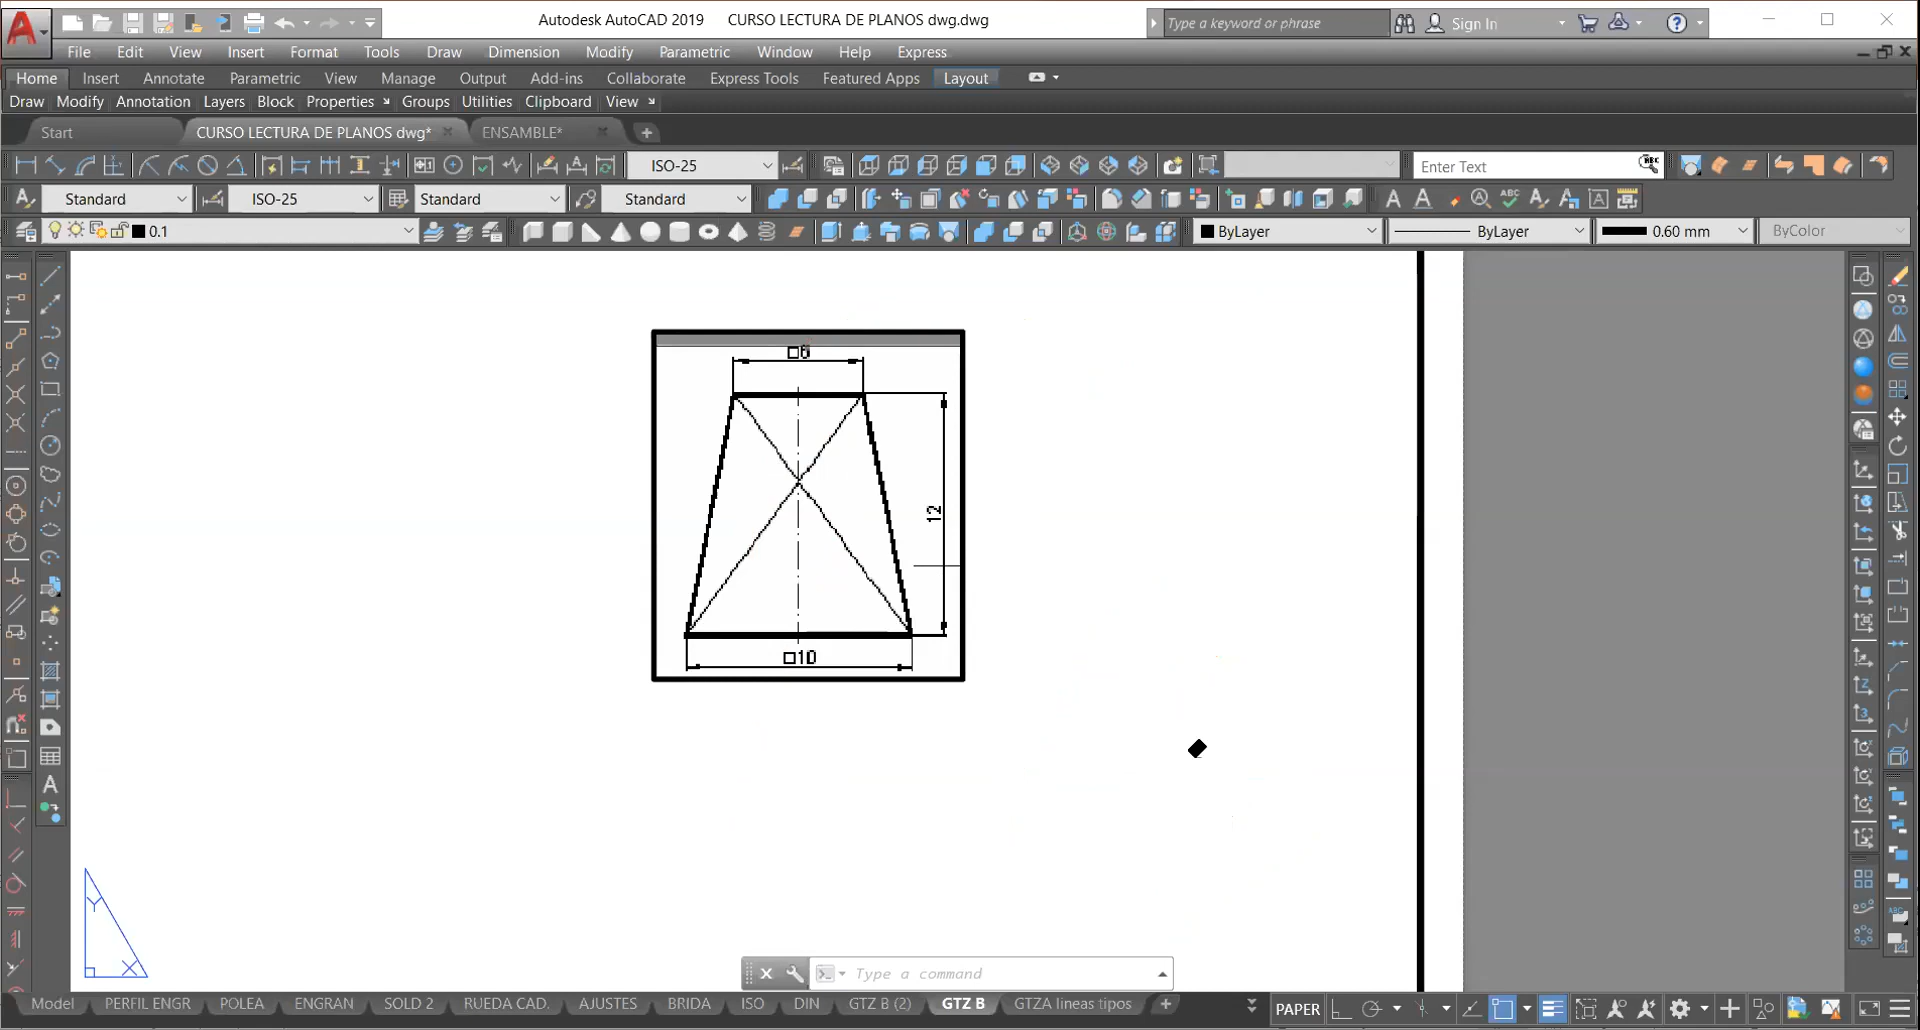 Autodesk AutoCAD 2019 CURSO LECTURA DE PLANOS dwg.dwg
Type a keyword or phrase
Sign In
File Edit View Insert Format Tools Draw Dimension Modify Parametric Window Help Express
Home Insert Annotate Parametric View Manage Output Add-ins Collaborate Express Tools Featured Apps Layout
Draw Modify Annotation Layers Block Properties Groups Utilities Clipboard View
Start CURSO LECTURA DE PLANOS dwg* ENSAMBLE*
ISO-25
Enter Text
Standard ISO-25 Standard Standard
0.1 ByLayer ByLayer 0.60 mm ByColor
□6
12
□10
Y
X
Type a command
Model PERFIL ENGR POLEA ENGRAN SOLD 2 RUEDA CAD. AJUSTES BRIDA ISO DIN GTZ B (2) GTZ B GTZA lineas tipos PAPER